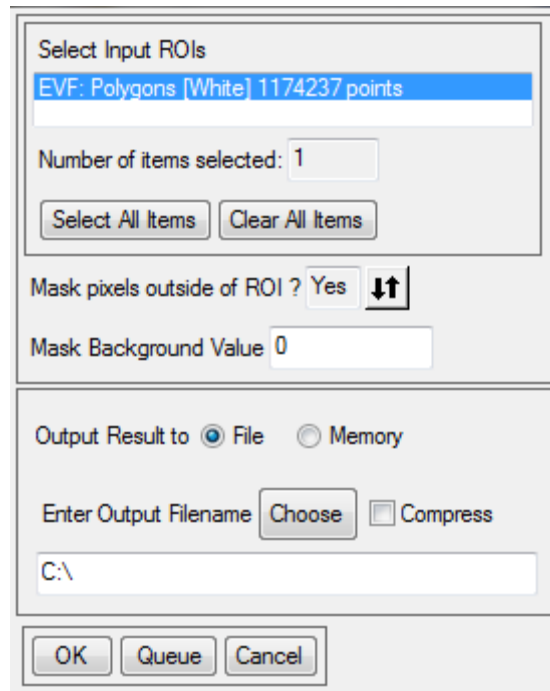 Select Input ROIs
EVF: Polygons [White] 1174237 points
Number of items selected: 1
Select All Items Clear All Items
Mask pixels outside of ROI ? Yes
Mask Background Value 0
Output Result to File Memory
Enter Output Filename Choose Compress
C:\
OK Queue Cancel